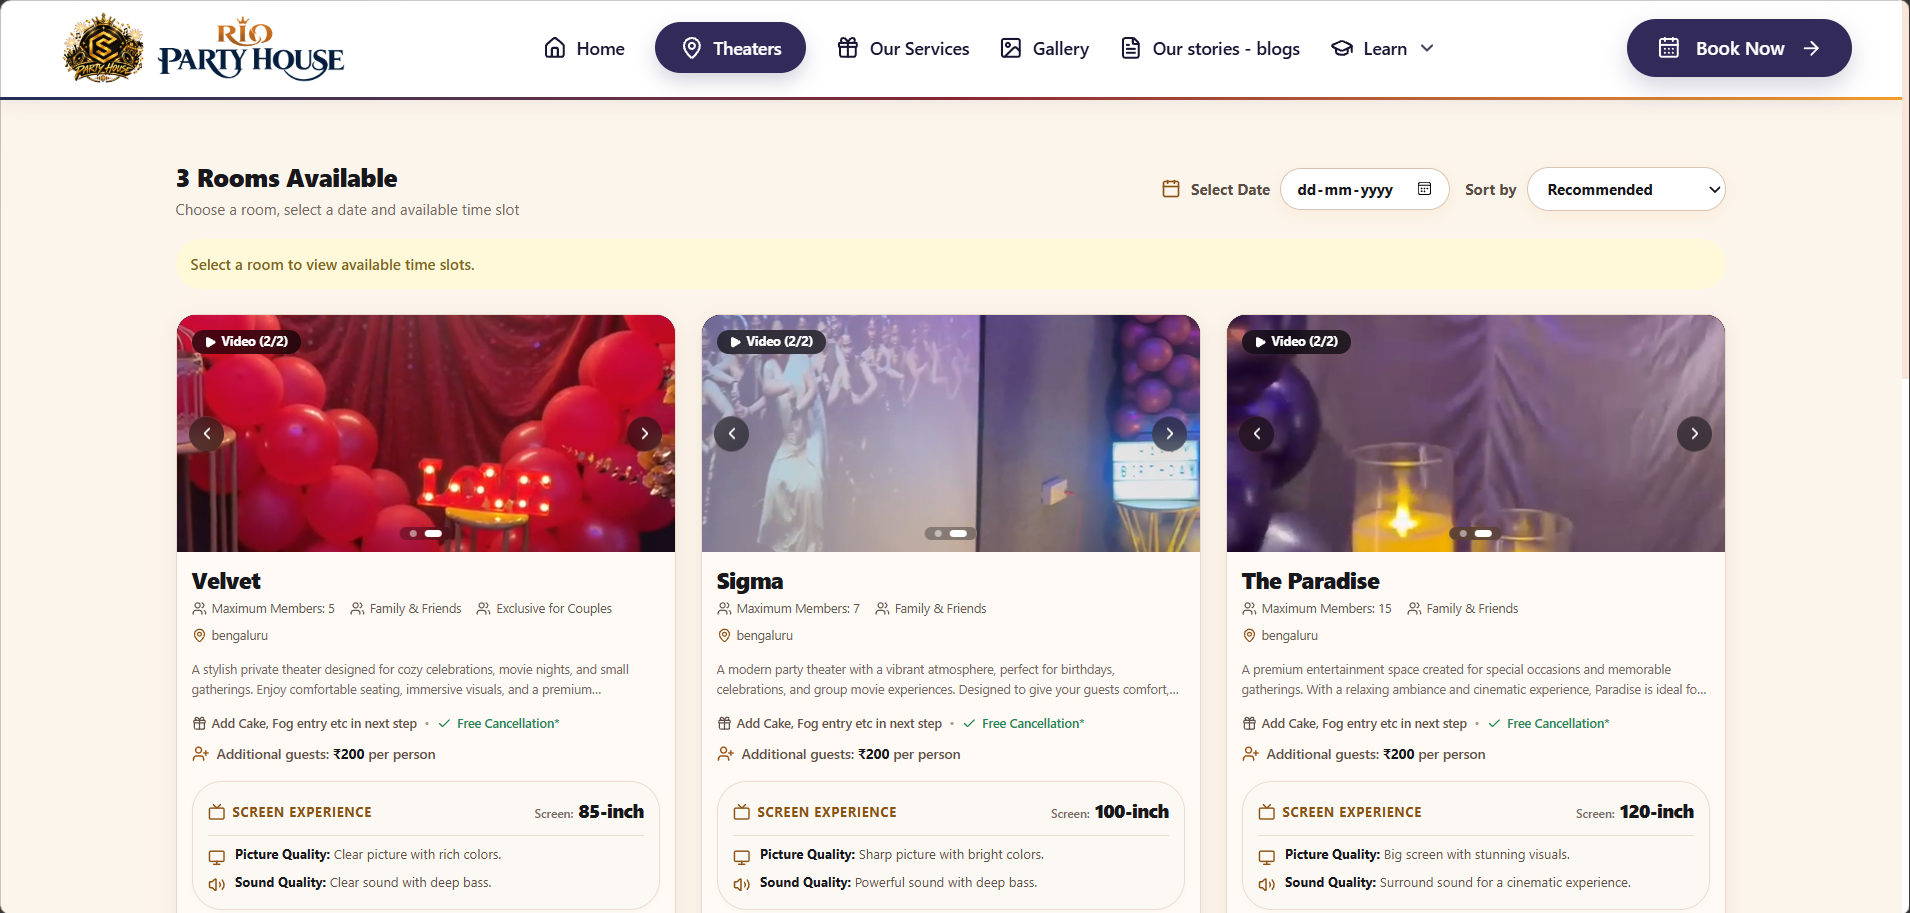 RIO
PARTY HOUSE
PARTY HOUSE
Home
Theaters
Our Services
Gallery
Our stories - blogs
Learn
Book Now
3 Rooms Available
Choose a room, select a date and available time slot
Select Date
dd-mm-yyyy
Sort by
Recommended
Select a room to view available time slots.
Video (2/2)
Velvet
Maximum Members: 5 Family & Friends Exclusive for Couples
bengaluru
A stylish private theater designed for cozy celebrations, movie nights, and small
gatherings. Enjoy comfortable seating, immersive visuals, and a premium...
Add Cake, Fog entry etc in next step • Free Cancellation*
Additional guests: ₹200 per person
SCREEN EXPERIENCE Screen: 85-inch
Picture Quality: Clear picture with rich colors.
Sound Quality: Clear sound with deep bass.
Video (2/2)
BIRTHDAY
Sigma
Maximum Members: 7 Family & Friends
bengaluru
A modern party theater with a vibrant atmosphere, perfect for birthdays,
celebrations, and group movie experiences. Designed to give your guests comfort,...
Add Cake, Fog entry etc in next step • Free Cancellation*
Additional guests: ₹200 per person
SCREEN EXPERIENCE Screen: 100-inch
Picture Quality: Sharp picture with bright colors.
Sound Quality: Powerful sound with deep bass.
Video (2/2)
The Paradise
Maximum Members: 15 Family & Friends
bengaluru
A premium entertainment space created for special occasions and memorable
gatherings. With a relaxing ambiance and cinematic experience, Paradise is ideal fo...
Add Cake, Fog entry etc in next step • Free Cancellation*
Additional guests: ₹200 per person
SCREEN EXPERIENCE Screen: 120-inch
Picture Quality: Big screen with stunning visuals.
Sound Quality: Surround sound for a cinematic experience.